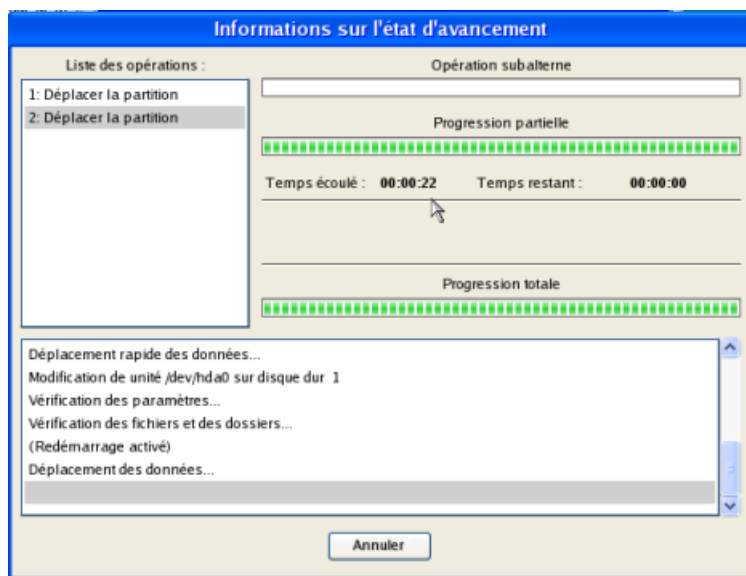 Informations sur l'état d'avancement
Liste des opérations :
1: Déplacer la partition
2: Déplacer la partition
Opération subalterne
Progression partielle
Temps écoulé : 00:00:22 Temps restant : 00:00:00
Progression totale
Déplacement rapide des données...
Modification de unité /dev/hda0 sur disque dur 1
Vérification des paramètres...
Vérification des fichiers et des dossiers...
(Redémarrage activé)
Déplacement des données...
Annuler